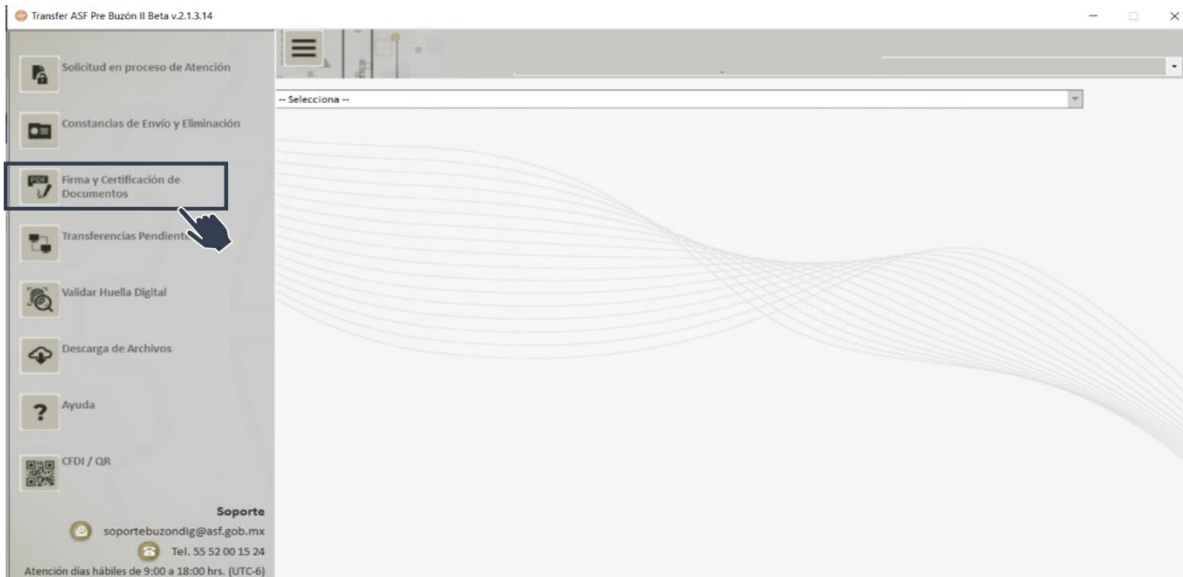 Transfer ASF Pre Buzón II Beta v.2.1.3.14
Solicitud en proceso de Atención
-- Selecciona --
Constancias de Envío y Eliminación
PDF
Firma y Certificación de
Documentos
Transferencias Pendient
Validar Huella Digital
Descarga de Archivos
? Ayuda
CFDI / QR
Soporte
soportebuzondig@asf.gob.mx
Tel. 55 52 00 15 24
Atención días hábiles de 9:00 a 18:00 hrs. (UTC-6)